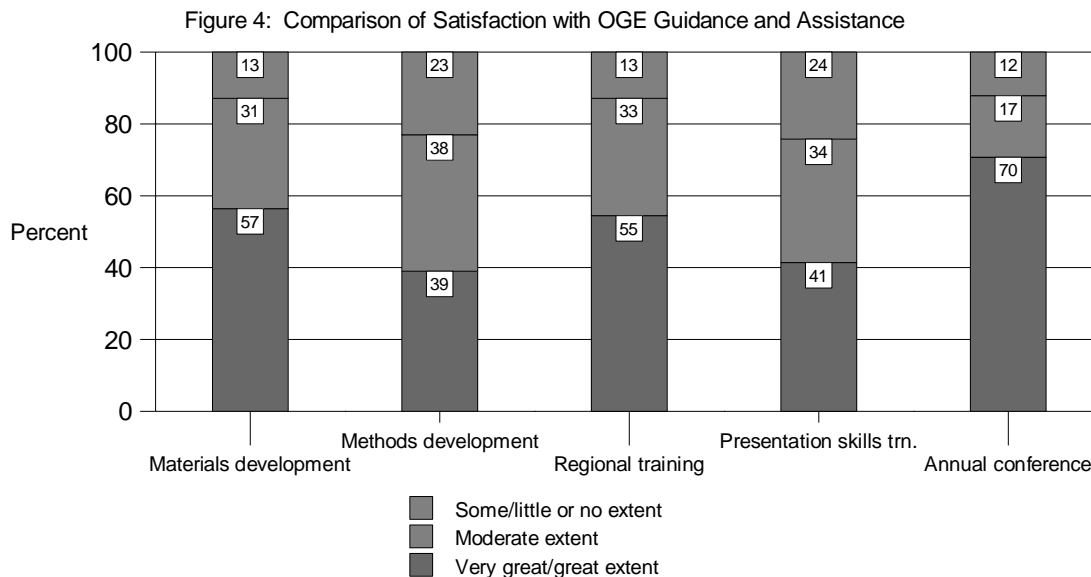 Figure 4:  Comparison of Satisfaction with OGE Guidance and Assistance
100
80
60
40
20
0
Percent
13 23 13 24 12
31 38 33 34 17
57 39 55 41 70
Methods development Presentation skills trn.
Materials development Regional training Annual conference
Some/little or no extent
Moderate extent
Very great/great extent